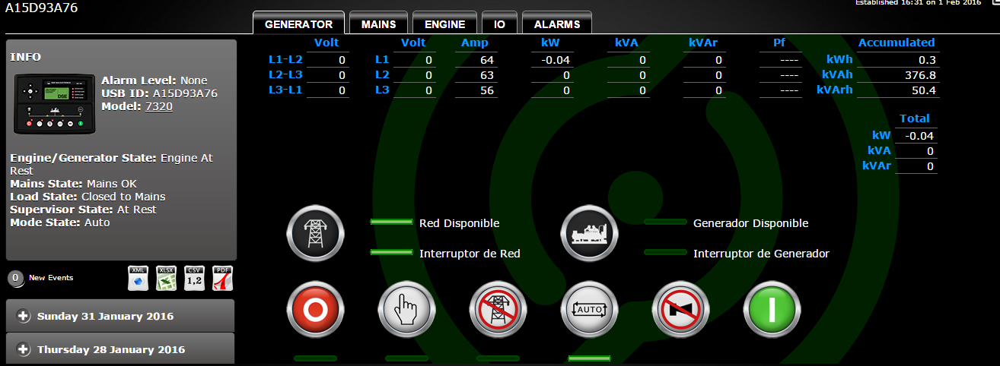 A15D93A76
Established 16:31 on 1 Feb 2016
GENERATOR MAINS ENGINE IO ALARMS
INFO
Alarm Level: None
USB ID: A15D93A76
Model: 7320
DSE
Engine/Generator State: Engine At
Rest
Mains State: Mains OK
Load State: Closed to Mains
Supervisor State: At Rest
Mode State: Auto
0 New Events
XML XLSX CSV 1,2 PDF
Sunday 31 January 2016
Thursday 28 January 2016
Volt Volt Amp kW kVA kVAr Pf Accumulated
L1-L2 0 L1 0 64 -0.04 0 0 ---- kWh 0.3
L2-L3 0 L2 0 63 0 0 0 ---- kVAh 376.8
L3-L1 0 L3 0 56 0 0 0 ---- kVArh 50.4
Total
kW -0.04
kVA 0
kVAr 0
Red Disponible
Generador Disponible
Interruptor de Red
Interruptor de Generador
AUTO